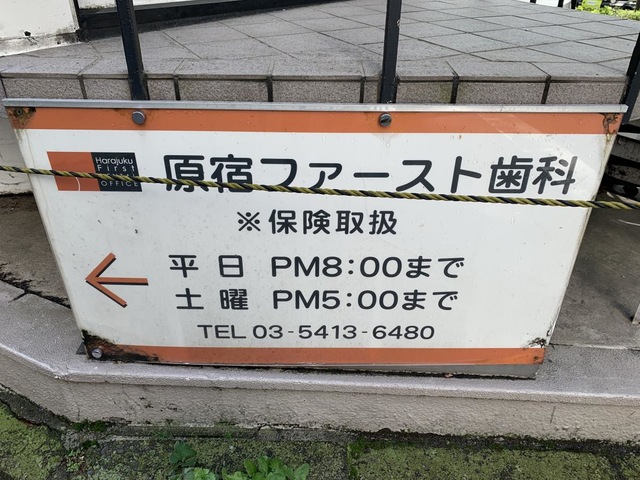 Harajuku
First
OFFICE
原宿ファースト歯科
※保険取扱
平日 PM8:00まで
土曜 PM5:00まで
TEL 03-5413-6480